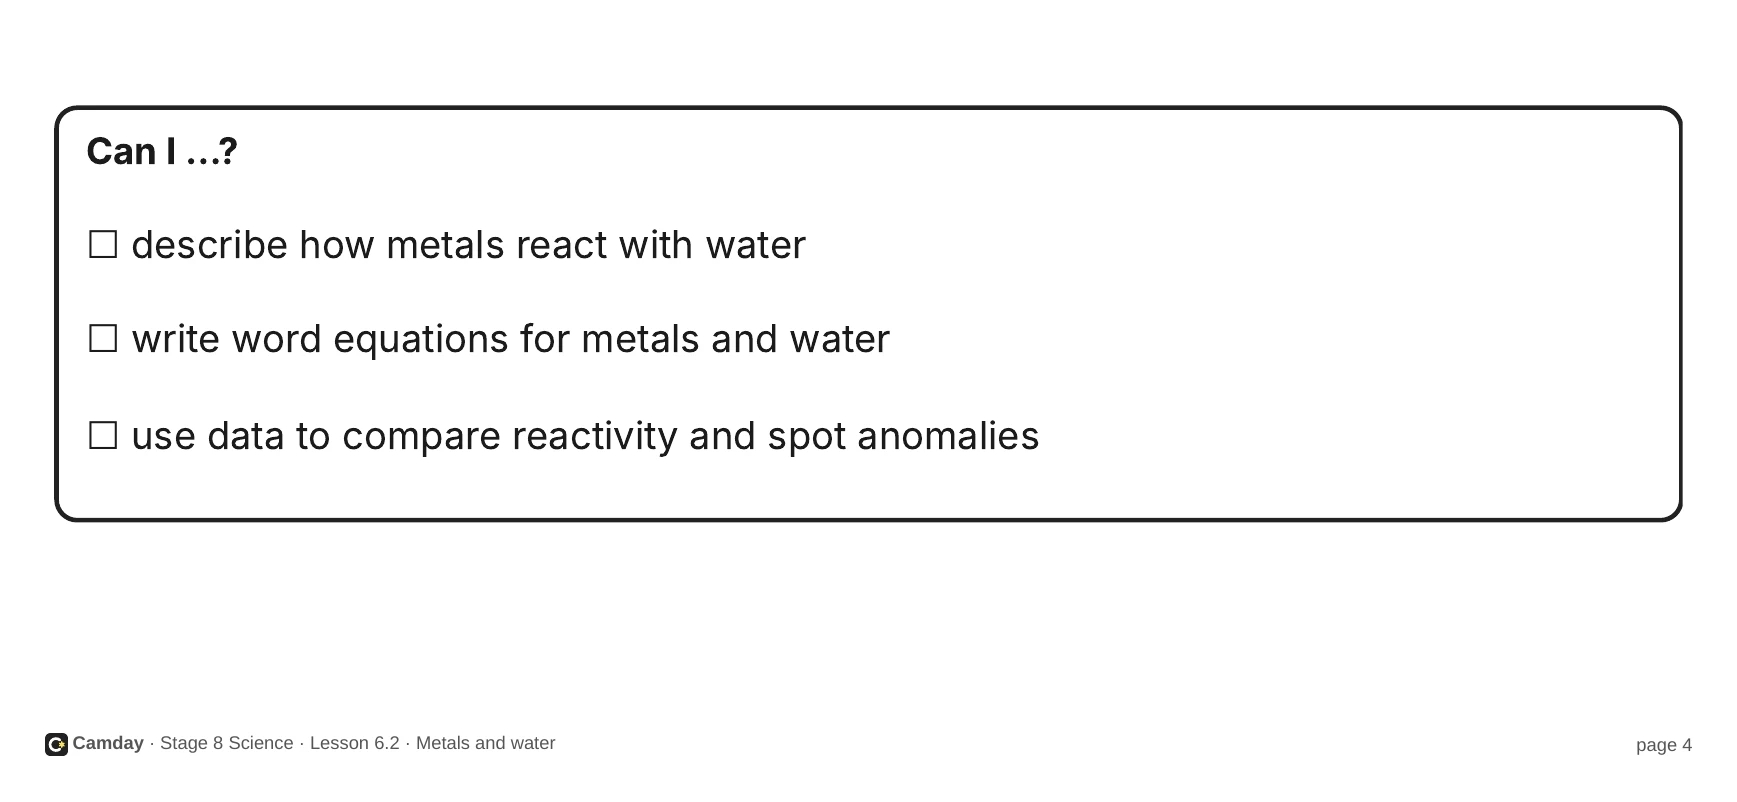 Can I ...?
☐ describe how metals react with water
☐ write word equations for metals and water
☐ use data to compare reactivity and spot anomalies
Camday · Stage 8 Science · Lesson 6.2 · Metals and water
page 4